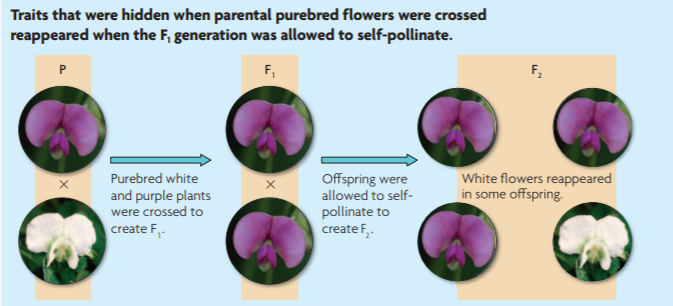 Traits that were hidden when parental purebred flowers were crossed
reappeared when the F₁ generation was allowed to self-pollinate.
P
F₁
F₂
×
×
Purebred white
and purple plants
were crossed to
create F₁.
Offspring were
allowed to self-
pollinate to
create F₂.
White flowers reappeared
in some offspring.